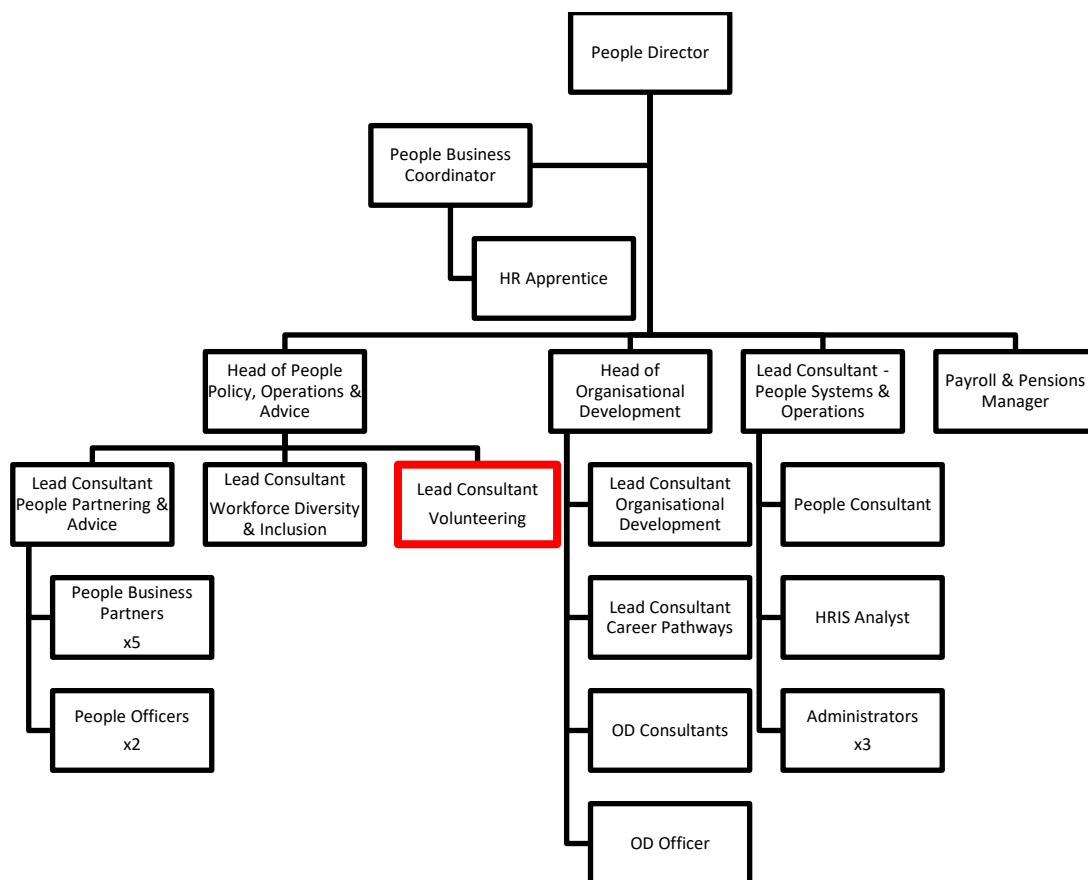 People Director
People Business
Coordinator
HR Apprentice
Head of People
Policy, Operations &
Advice
Head of
Organisational
Development
Lead Consultant -
People Systems &
Operations
Payroll & Pensions
Manager
Lead Consultant
People Partnering &
Advice
Lead Consultant
Workforce Diversity
& Inclusion
Lead Consultant
Volunteering
Lead Consultant
Organisational
Development
People Consultant
People Business
Partners
x5
Lead Consultant
Career Pathways
HRIS Analyst
People Officers
x2
OD Consultants
Administrators
x3
OD Officer